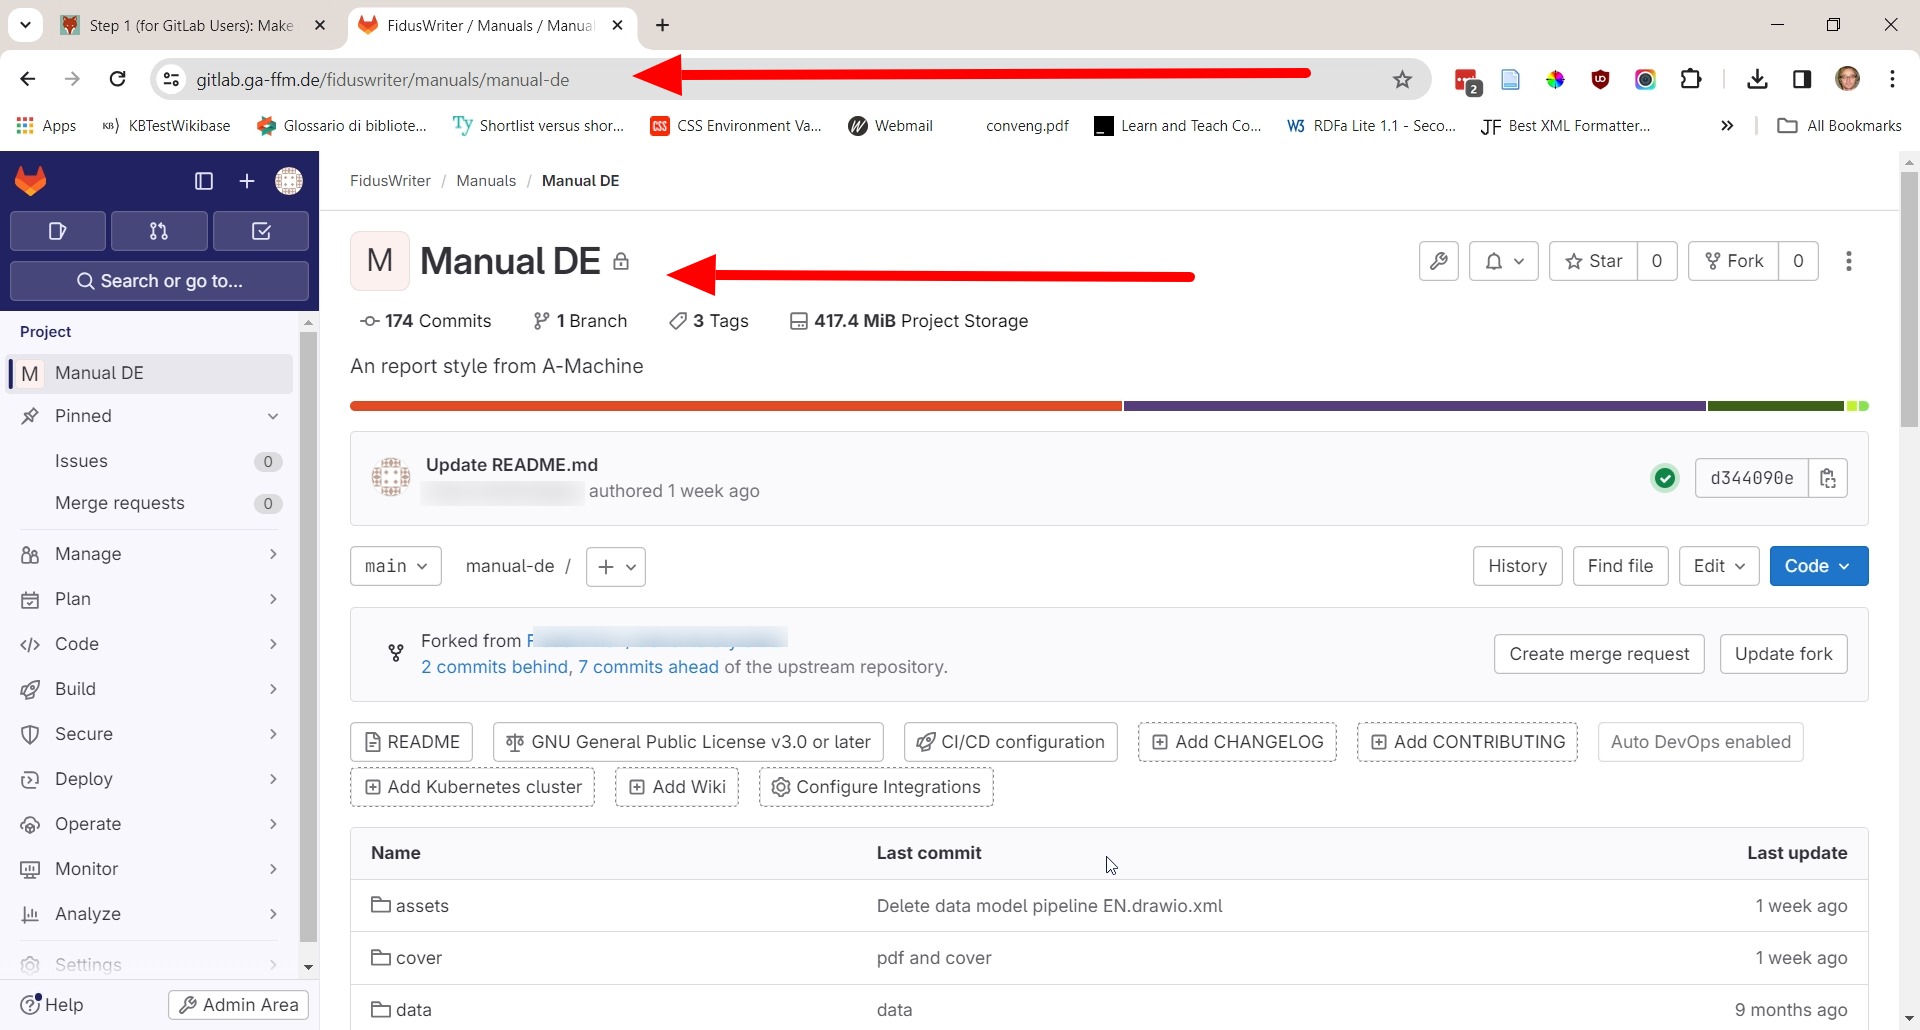 Step 1 (for GitLab Users): Make
FidusWriter / Manuals / Manual
gitlab.ga-ffm.de/fiduswriter/manuals/manual-de
2
Apps
KB⟩ KBTestWikibase
Glossario di bibliote...
Ty Shortlist versus shor...
CSS CSS Environment Va...
Webmail
conveng.pdf
Learn and Teach Co...
W3 RDFa Lite 1.1 - Seco...
JF Best XML Formatter...
All Bookmarks
Search or go to...
Project
M Manual DE
Pinned
Issues 0
Merge requests 0
Manage
Plan
Code
Build
Secure
Deploy
Operate
Monitor
Analyze
Settings
Help
Admin Area
FidusWriter / Manuals / Manual DE
M Manual DE
Star 0
Fork 0
174 Commits 1 Branch 3 Tags 417.4 MiB Project Storage
An report style from A-Machine
Update README.md
authored 1 week ago
d344090e
main manual-de / +
History Find file Edit Code
Forked from F
2 commits behind, 7 commits ahead of the upstream repository.
Create merge request Update fork
README GNU General Public License v3.0 or later CI/CD configuration Add CHANGELOG Add CONTRIBUTING Auto DevOps enabled
Add Kubernetes cluster Add Wiki Configure Integrations
Name Last commit Last update
assets Delete data model pipeline EN.drawio.xml 1 week ago
cover pdf and cover 1 week ago
data data 9 months ago